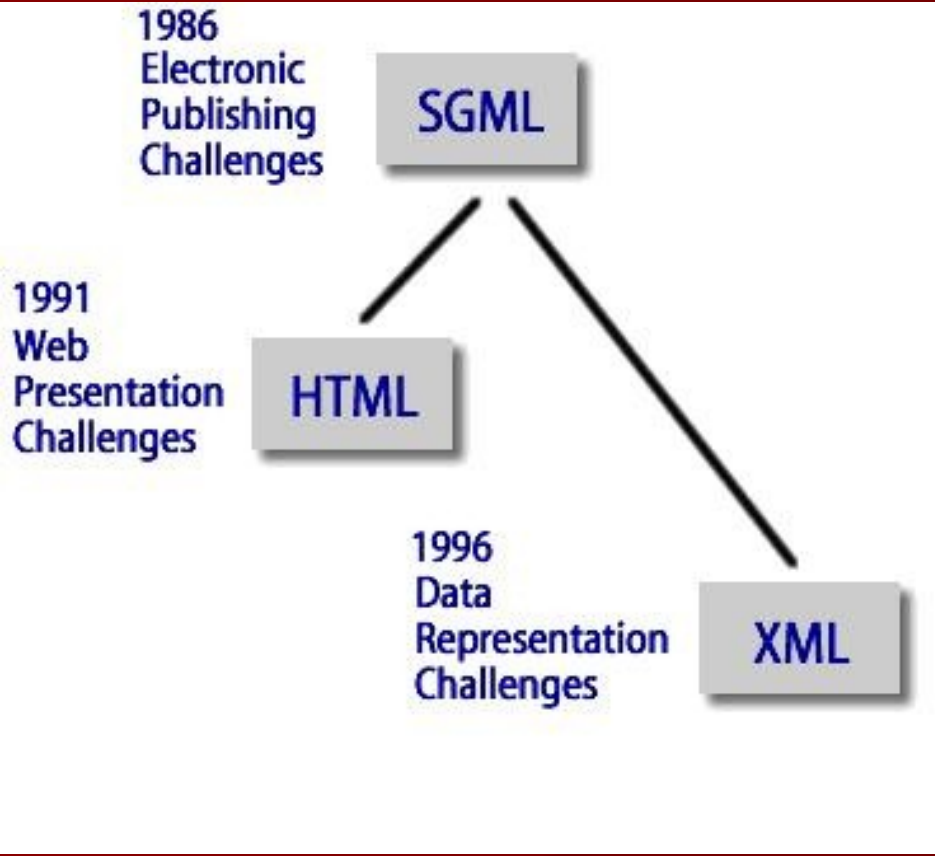 1986
Electronic
Publishing
Challenges
SGML
1991
Web
Presentation
Challenges
HTML
1996
Data
Representation
Challenges
XML